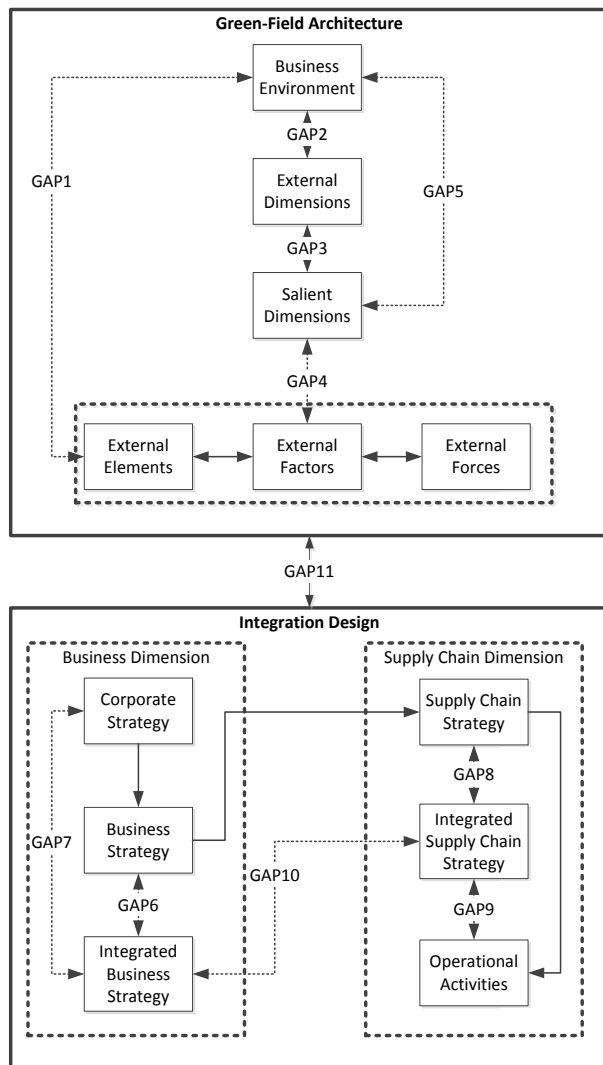 Green-Field Architecture
Business
Environment
GAP2
GAP1
External
Dimensions
GAP5
GAP3
Salient
Dimensions
GAP4
External
Elements
External
Factors
External
Forces
GAP11
Integration Design
Business Dimension
Supply Chain Dimension
Corporate
Strategy
Supply Chain
Strategy
GAP8
GAP7
Business
Strategy
GAP10
Integrated
Supply Chain
Strategy
GAP6
GAP9
Integrated
Business
Strategy
Operational
Activities